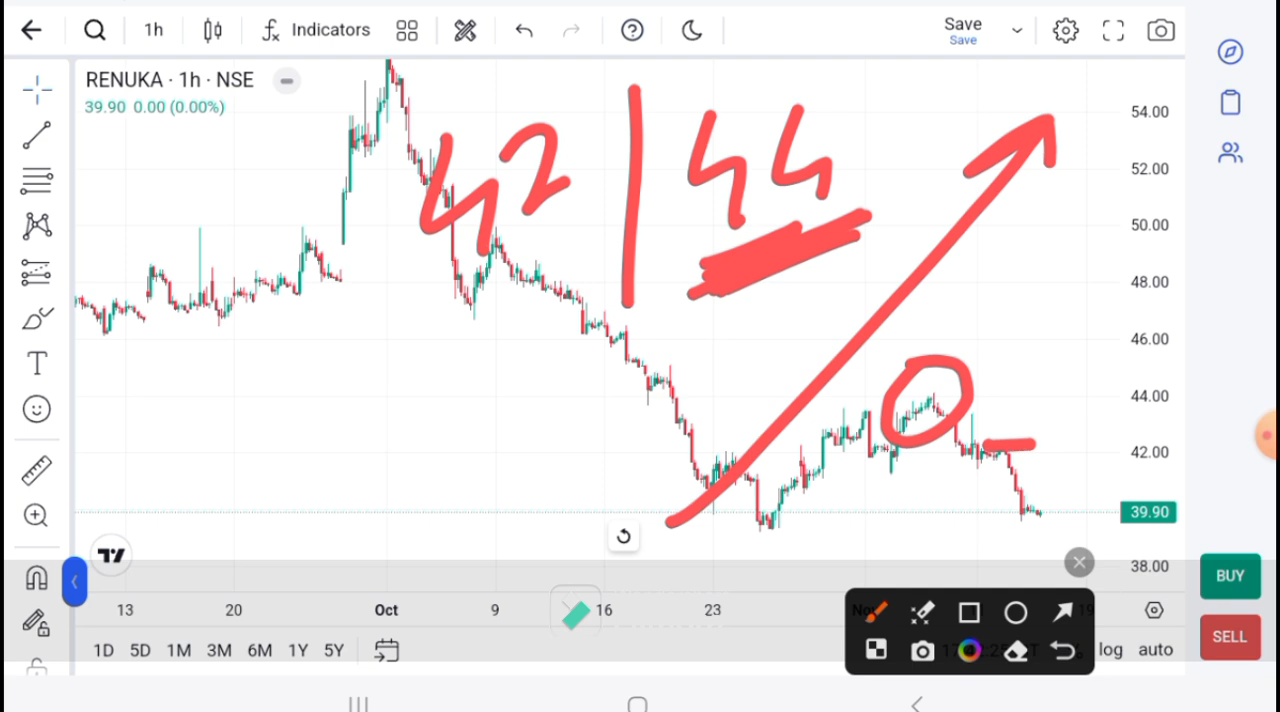 1h
Indicators
Save
Save
RENUKA · 1h · NSE
39.90 0.00 (0.00%)
42 | 44
54.00
52.00
50.00
48.00
46.00
44.00
42.00
39.90
38.00
BUY
SELL
13 20 Oct 9 16 23
1D 5D 1M 3M 6M 1Y 5Y
log auto